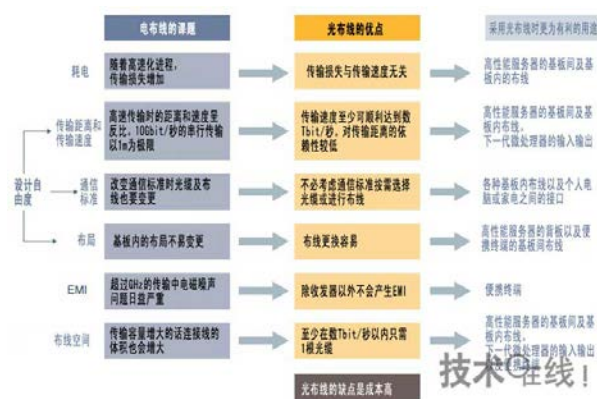 电布线的课题
光布线的优点
采用光布线时更为有利的用途
耗电
随着高速化进程，
传输损失增加
传输损失与传输速度无关
高性能服务器的基板间及基
板内的布线
传输距离和
传输速度
高速传输时的距离和速度呈
反比，10Gbit/秒的串行传输
以1m为极限
传输速度至少可顺利达到数
Tbit/秒，对传输距离的依
赖性较低
高性能服务器的基板间及基
板内布线，
下一代微处理器的输入输出
设计自
由度
通信
标准
改变通信标准时光缆及布
线也要变更
不必考虑通信标准按需选择
光缆或进行布线
各种基板内布线以及个人电
脑或家电之间的接口
布局
基板内的布局不易变更
布线更换容易
高性能服务器的背板以及便
携终端的基板间布线
EMI
超过GHz的传输中电磁噪声
问题日益严重
除收发器以外不会产生EMI
便携终端
布线空间
传输容量增大的话连接线的
体积也会增大
至少在数Tbit/秒以内只需
1根光缆
高性能服务器的基板间及基
板内布线，
下一代微处理器的输入输出
光布线的缺点是成本高
技术在线！